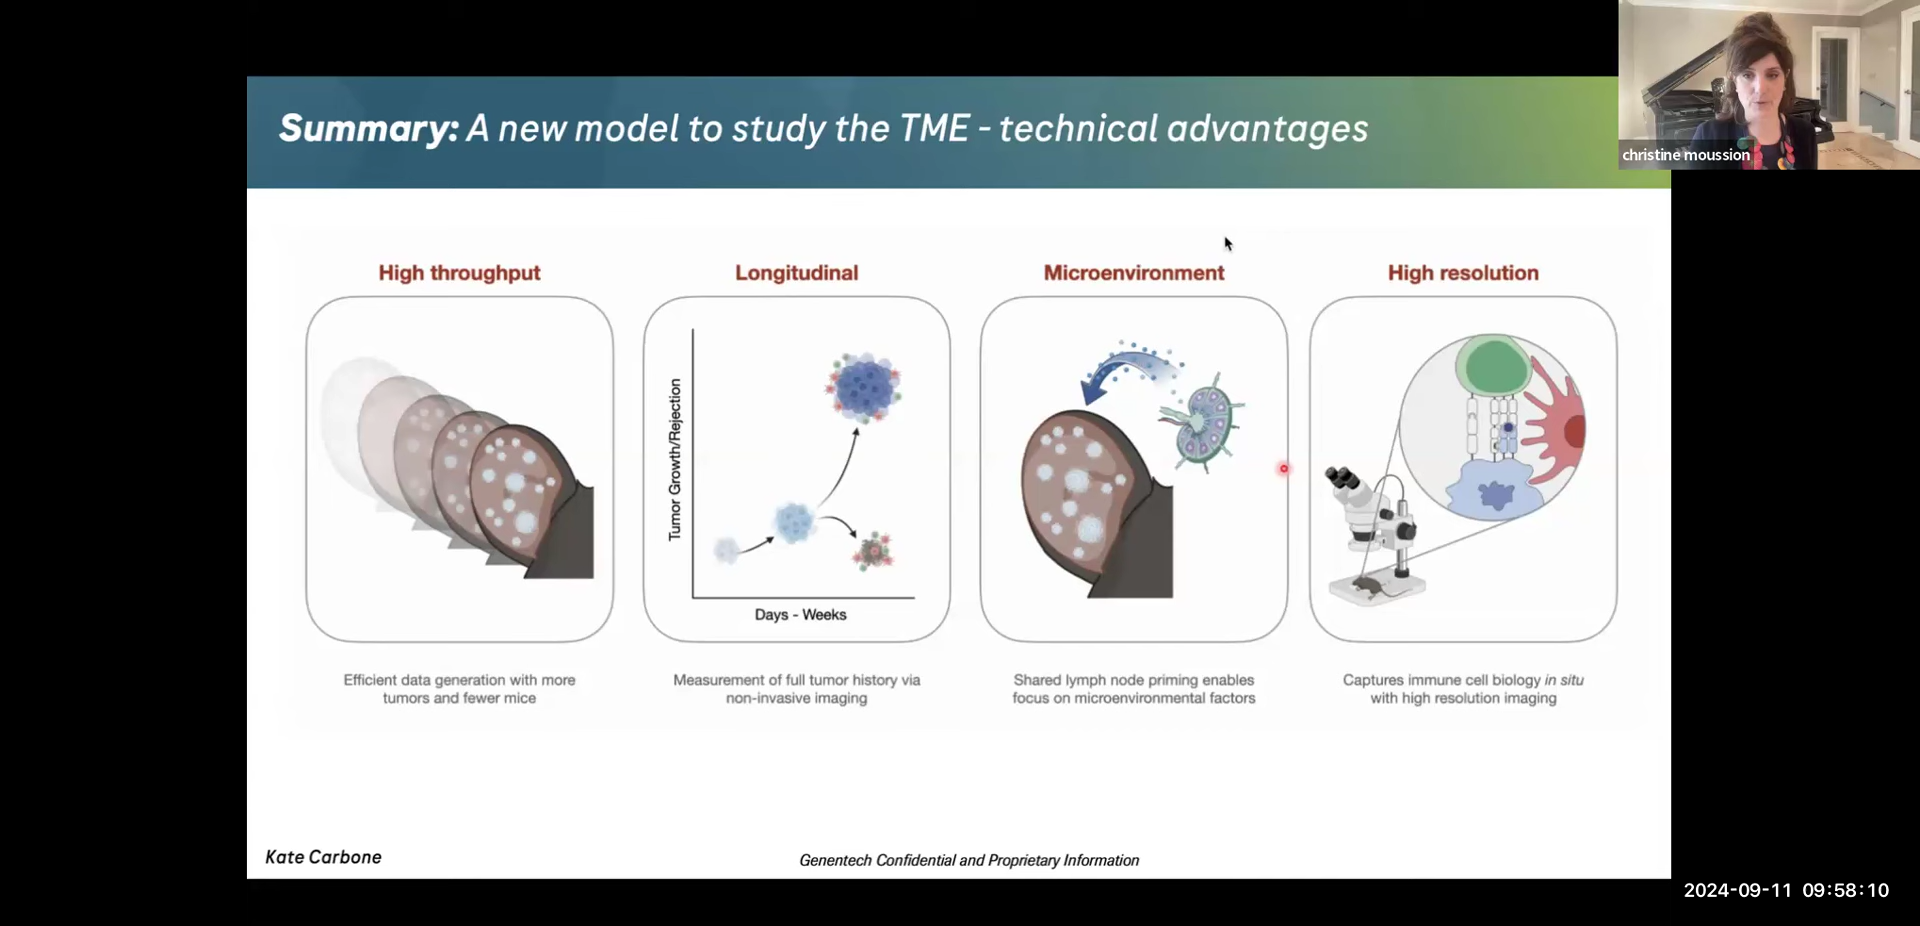 Summary: A new model to study the TME - technical advantages
christine moussion
High throughput
Longitudinal
Microenvironment
High resolution
Tumor Growth/Rejection
Days - Weeks
Efficient data generation with more
tumors and fewer mice
Measurement of full tumor history via
non-invasive imaging
Shared lymph node priming enables
focus on microenvironmental factors
Captures immune cell biology in situ
with high resolution imaging
Kate Carbone
Genentech Confidential and Proprietary Information
2024-09-11 09:58:10